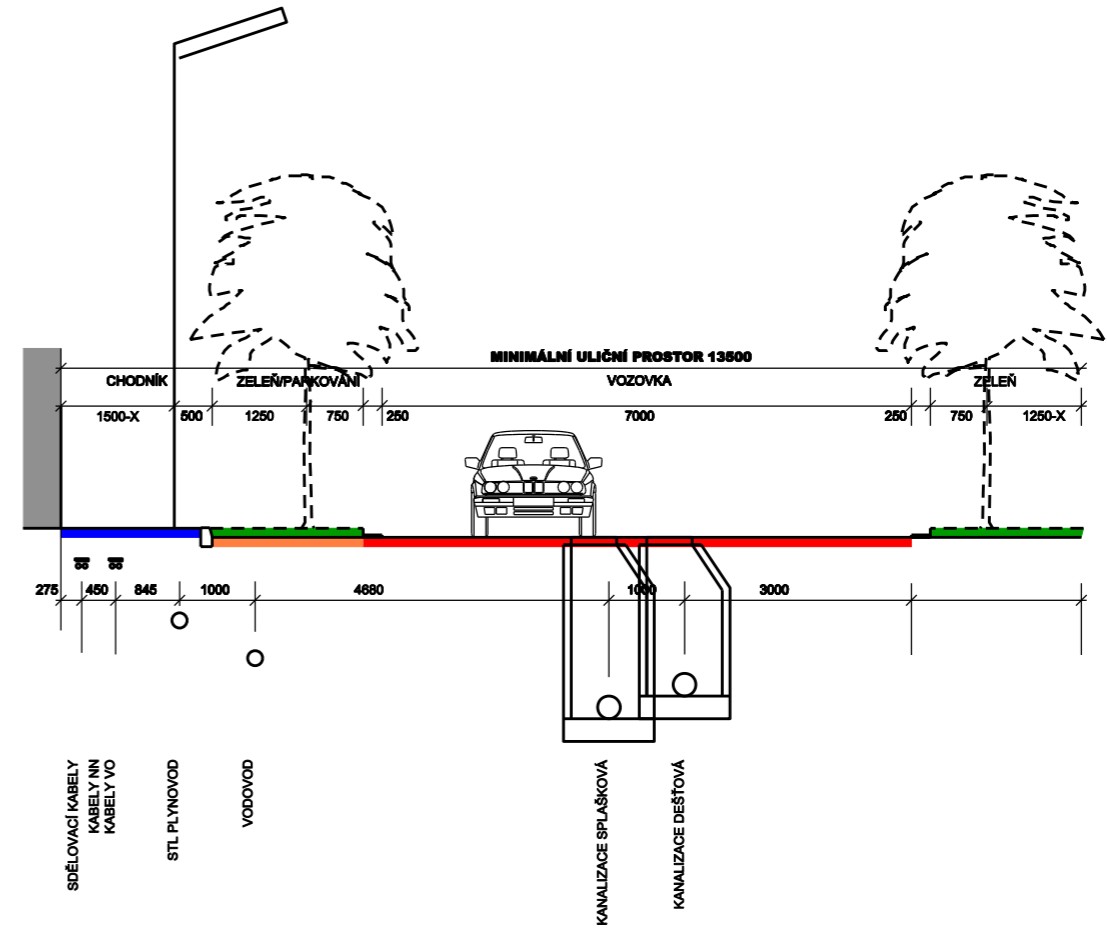 MINIMÁLNÍ ULIČNÍ PROSTOR 13500
CHODNÍK ZELEŇ/PARKOVÁNÍ VOZOVKA ZELEŇ
1500-X 500 1250 750 250 7000 250 750 1250-X
275 450 845 1000 4680 1000 3000
SDĚLOVACÍ KABELY
KABELY NN
KABELY VO
STL PLYNOVOD
VODOVOD
KANALIZACE SPLAŠKOVÁ
KANALIZACE DEŠŤOVÁ